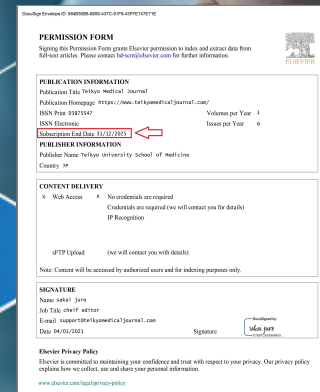 DocuSign Envelope ID: 584B90B8-6609-437C-91F9-43FFE747E71E
PERMISSION FORM
Signing this Permission Form grants Elsevier permission to index and extract data from
full-text articles. Please contact bd-scm@elsevier.com for further information.
ELSEVIER
PUBLICATION INFORMATION
Publication Title Teikyo Medical Journal
Publication Homepage https://www.teikyomedicaljournal.com/
ISSN Print 03875547 Volumes per Year 1
ISSN Electronic Issues per Year 6
Subscription End Date 31/12/2025
PUBLISHER INFORMATION
Publisher Name Teikyo University School of Medicine
Country JP
CONTENT DELIVERY
X Web Access X No credentials are required
Credentials are required (we will contact you for details)
IP Recognition
sFTP Upload (we will contact you with details)
Note: Content will be accessed by authorized users and for indexing purposes only.
SIGNATURE
Name sakai juro
Job Title cheif editor
E-mail support@teikyomedicaljournal.com
Date 04/01/2021 Signature
DocuSigned by:
sakai juro
Elsevier Privacy Policy
Elsevier is committed to maintaining your confidence and trust with respect to your privacy. Our privacy policy
explains how we collect, use and share your personal information.
www.elsevier.com/legal/privacy-policy